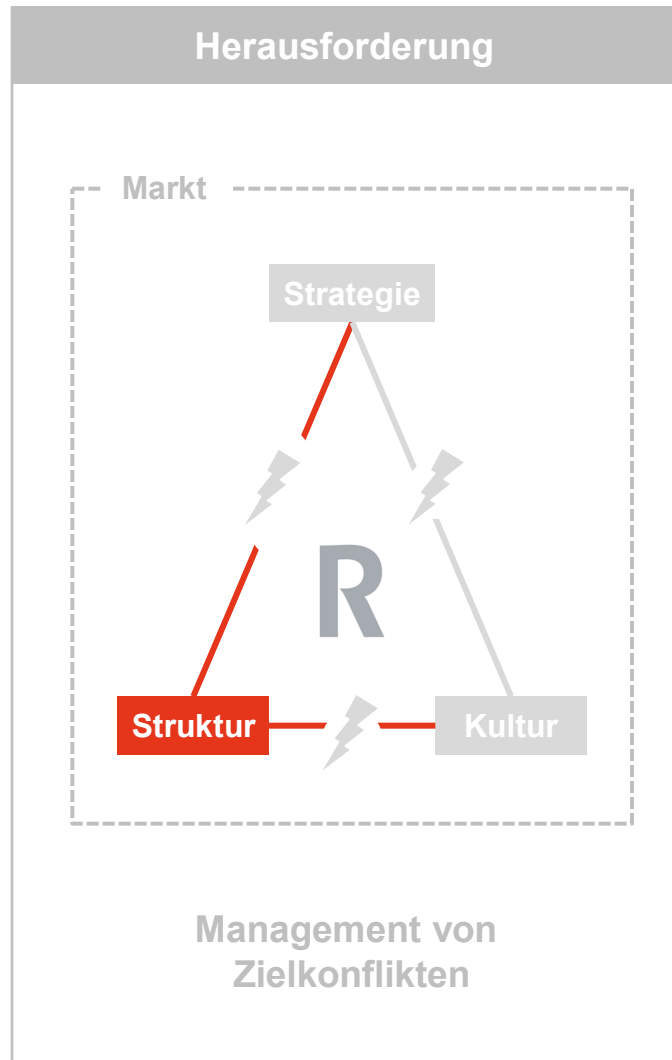 Herausforderung
Markt
Strategie
R
Struktur
Kultur
Management von
Zielkonflikten